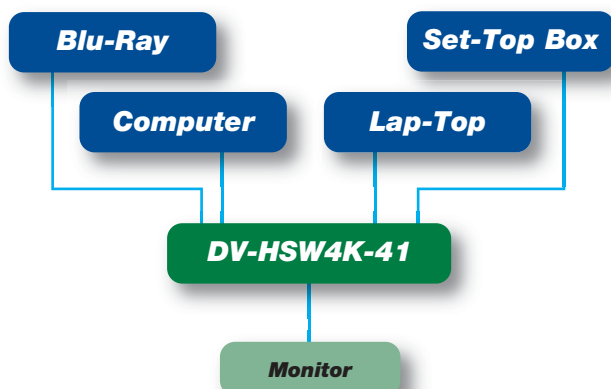 Blu-Ray
Set-Top Box
Computer
Lap-Top
DV-HSW4K-41
Monitor